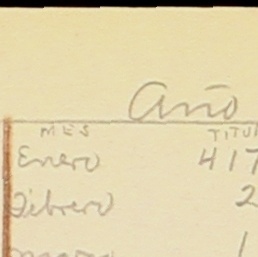 Año
MES TITU
Enero 417
Febrero 2